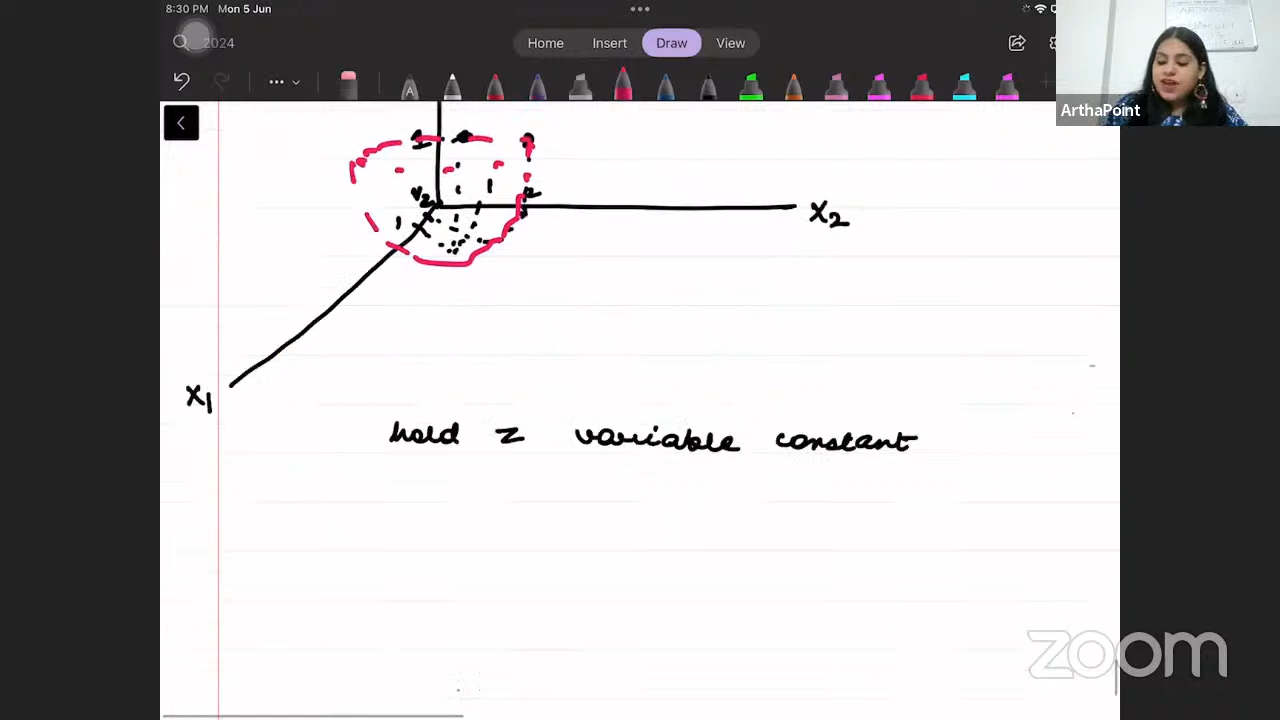 8:30 PM Mon 5 Jun
2024
Home Insert Draw View
A
ArthaPoint
x₂
x₁
hold z variable constant
zoom